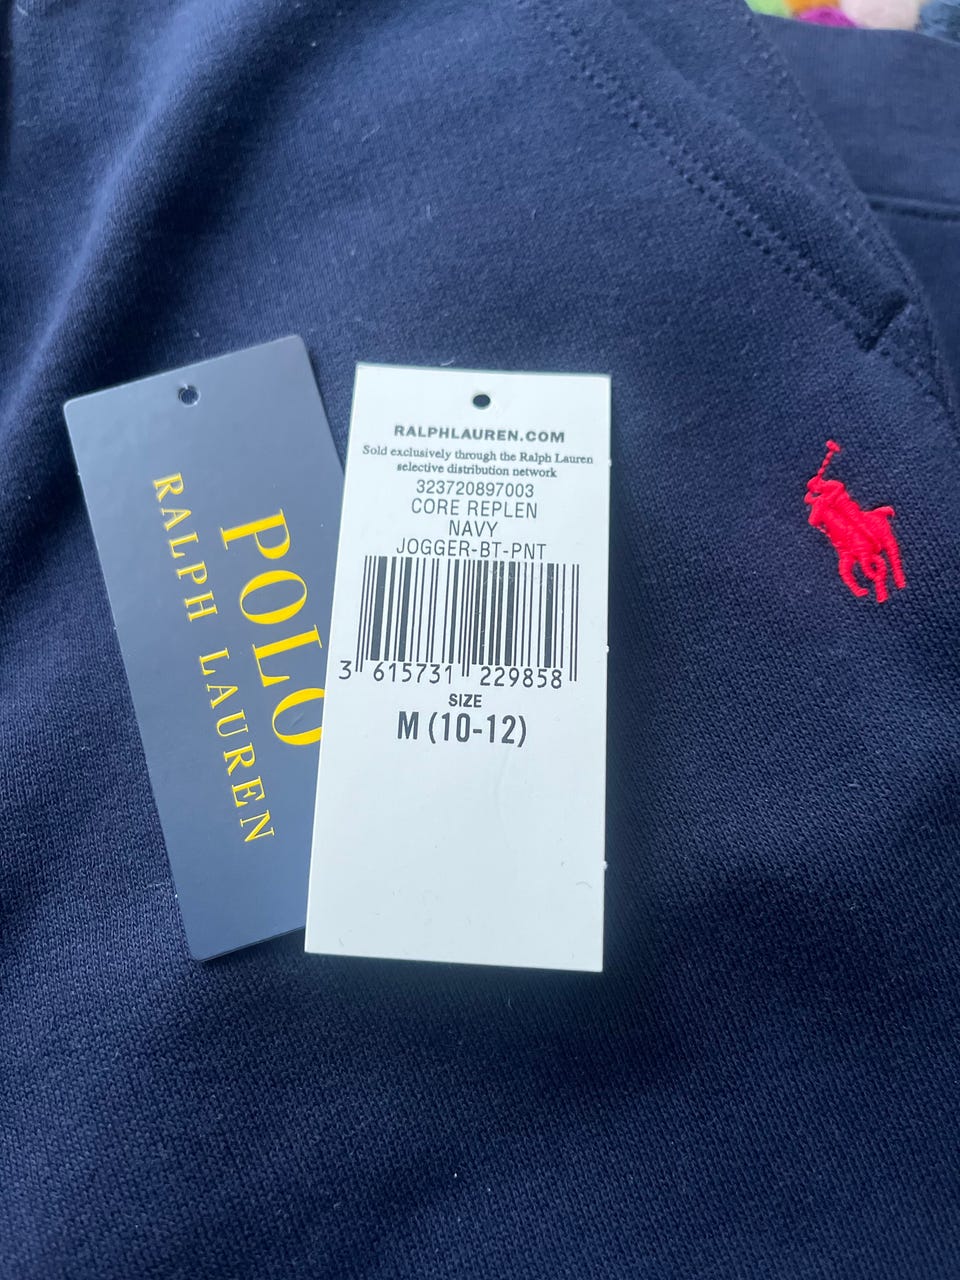 POLO
RALPH LAUREN
RALPHLAUREN.COM
Sold exclusively through the Ralph Lauren
selective distribution network
323720897003
CORE REPLEN
NAVY
JOGGER-BT-PNT
3 615731 229858
SIZE
M (10-12)